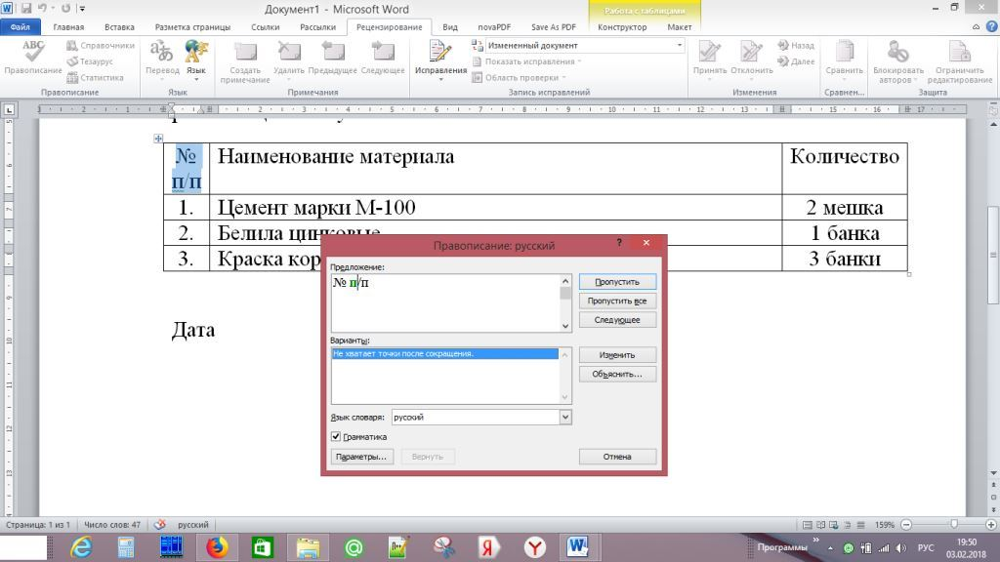 Документ1 - Microsoft Word
Работа с таблицами
Файл Главная Вставка Разметка страницы Ссылки Рассылки Рецензирование Вид novaPDF Save As PDF Конструктор Макет
ABC
Правописание
Справочники
Тезаурус
Статистика
Правописание
Перевод Язык
Язык
Создать примечание
Удалить Предыдущее Следующее
Примечания
Исправления
Измененный документ
Показать исправления
Область проверки
Запись исправлений
Принять Отклонить
Назад
Далее
Изменения
Сравнить
Сравнен...
Блокировать авторов
Ограничить редактирование
Защита
№ п/п Наименование материала Количество
1. Цемент марки М-100 2 мешка
2. Белила цинковые 1 банка
3. Краска кор 3 банки
Дата
Правописание: русский
Предложение:
№ п/п
Пропустить
Пропустить все
Следующее
Варианты:
Не хватает точки после сокращения.
Изменить
Объяснить...
Язык словаря: русский
Грамматика
Параметры... Вернуть Отмена
Страница: 1 из 1 Число слов: 47 русский 159%
Программы РУС 19:50
03.02.2018